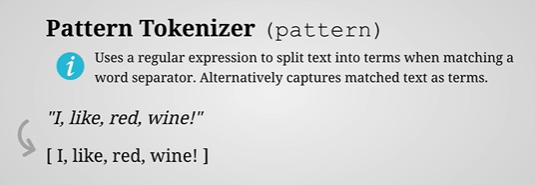 Pattern Tokenizer (pattern)
i Uses a regular expression to split text into terms when matching a
word separator. Alternatively captures matched text as terms.
"I, like, red, wine!"
[ I, like, red, wine! ]